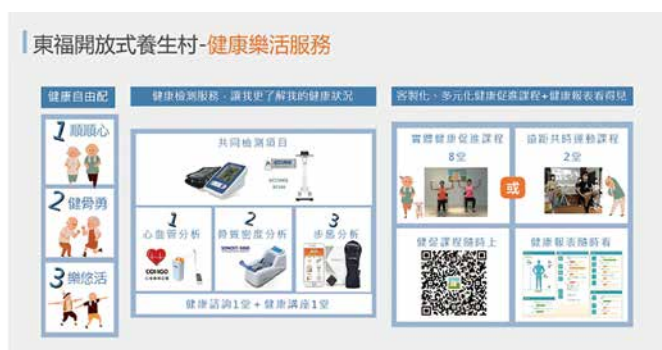 東福開放式養生村-健康樂活服務
健康自由配
1 順順心
2 健骨勇
3 樂悠活
健康檢測服務，讓我更了解我的健康狀況
共同檢測項目
1
心血管分析
2
骨質密度分析
3
步態分析
健康諮詢1堂+健康講座1堂
客製化、多元化健康促進課程+健康報表看得見
實體健康促進課程
8堂
或
遠距共時運動課程
2堂
健促課程隨時上
健康報表隨時看